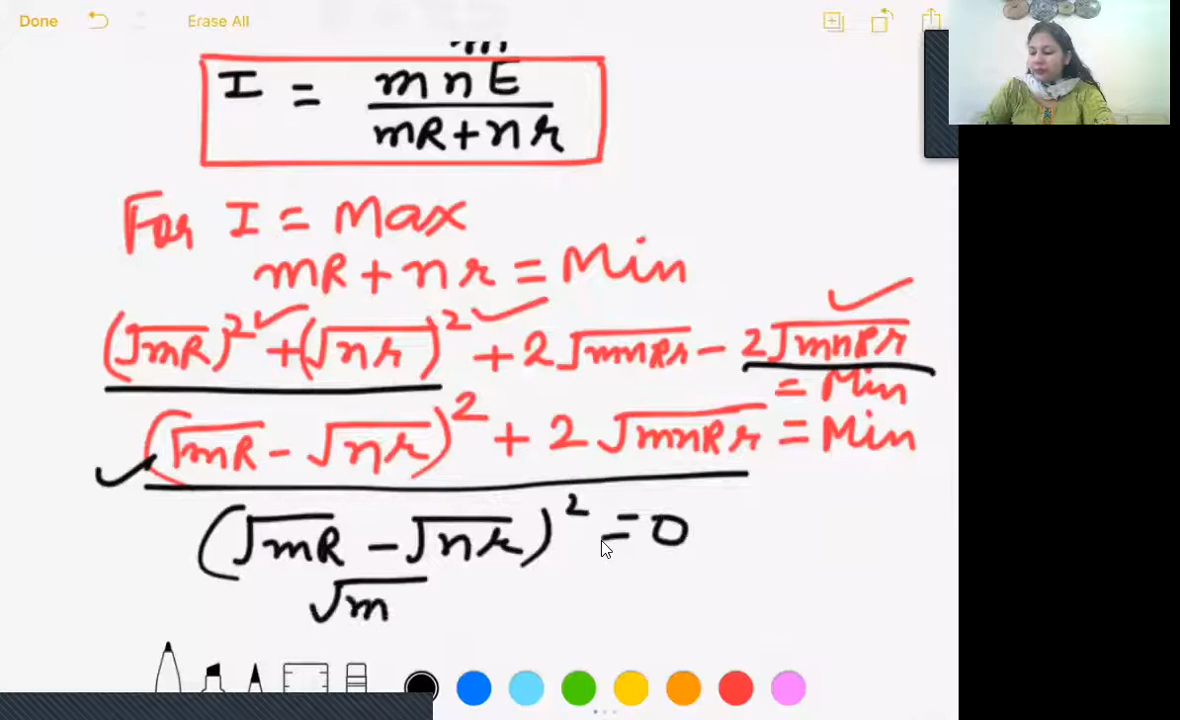 Done Erase All
I = mnE / mR+nr
For I = Max
mR + nr = Min
(√mR)² + (√nr)² + 2√mnRr - 2√mnRr
= Min
(√mR - √nr)² + 2√mnRr = Min
(√mR - √nr)² = 0
√m